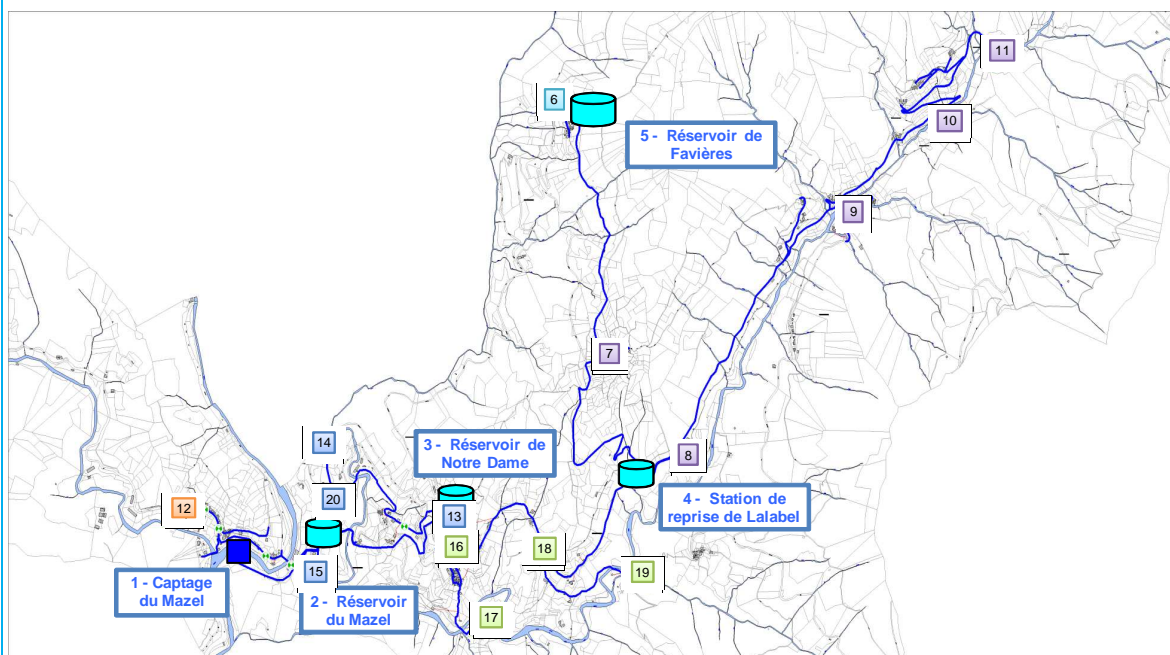 11
6
5 - Réservoir de
Favières
10
9
7
3 - Réservoir de
Notre Dame
14
8
20
12
13
4 - Station de
reprise de Lalabel
16
18
15
19
1 - Captage
du Mazel
2 - Réservoir
du Mazel
17